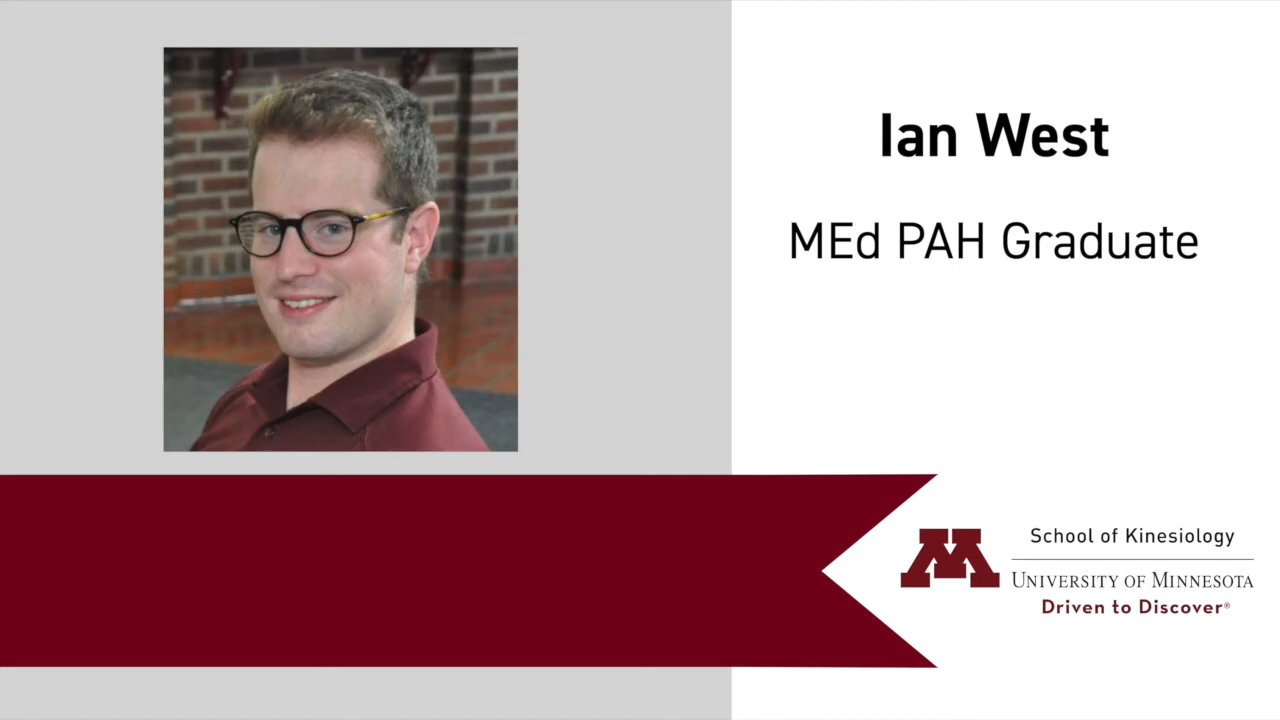 Ian West
MEd PAH Graduate
M
School of Kinesiology
University of Minnesota
Driven to Discover®